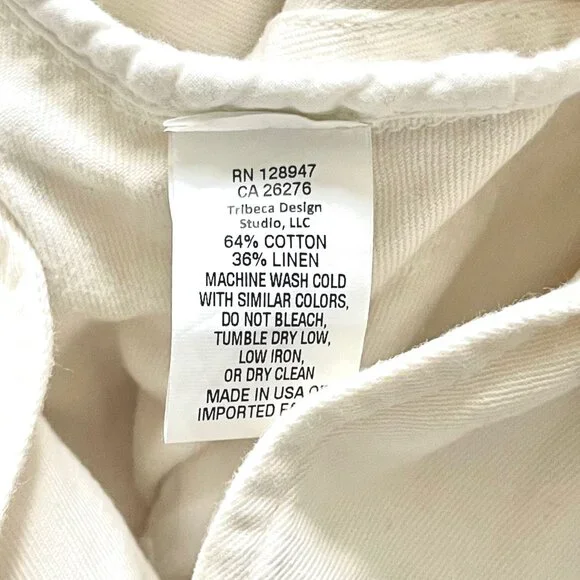 RN 128947
CA 26276
Tribeca Design
Studio, LLC
64% COTTON
36% LINEN
MACHINE WASH COLD
WITH SIMILAR COLORS,
DO NOT BLEACH,
TUMBLE DRY LOW,
LOW IRON,
OR DRY CLEAN
MADE IN USA
IMPORTED